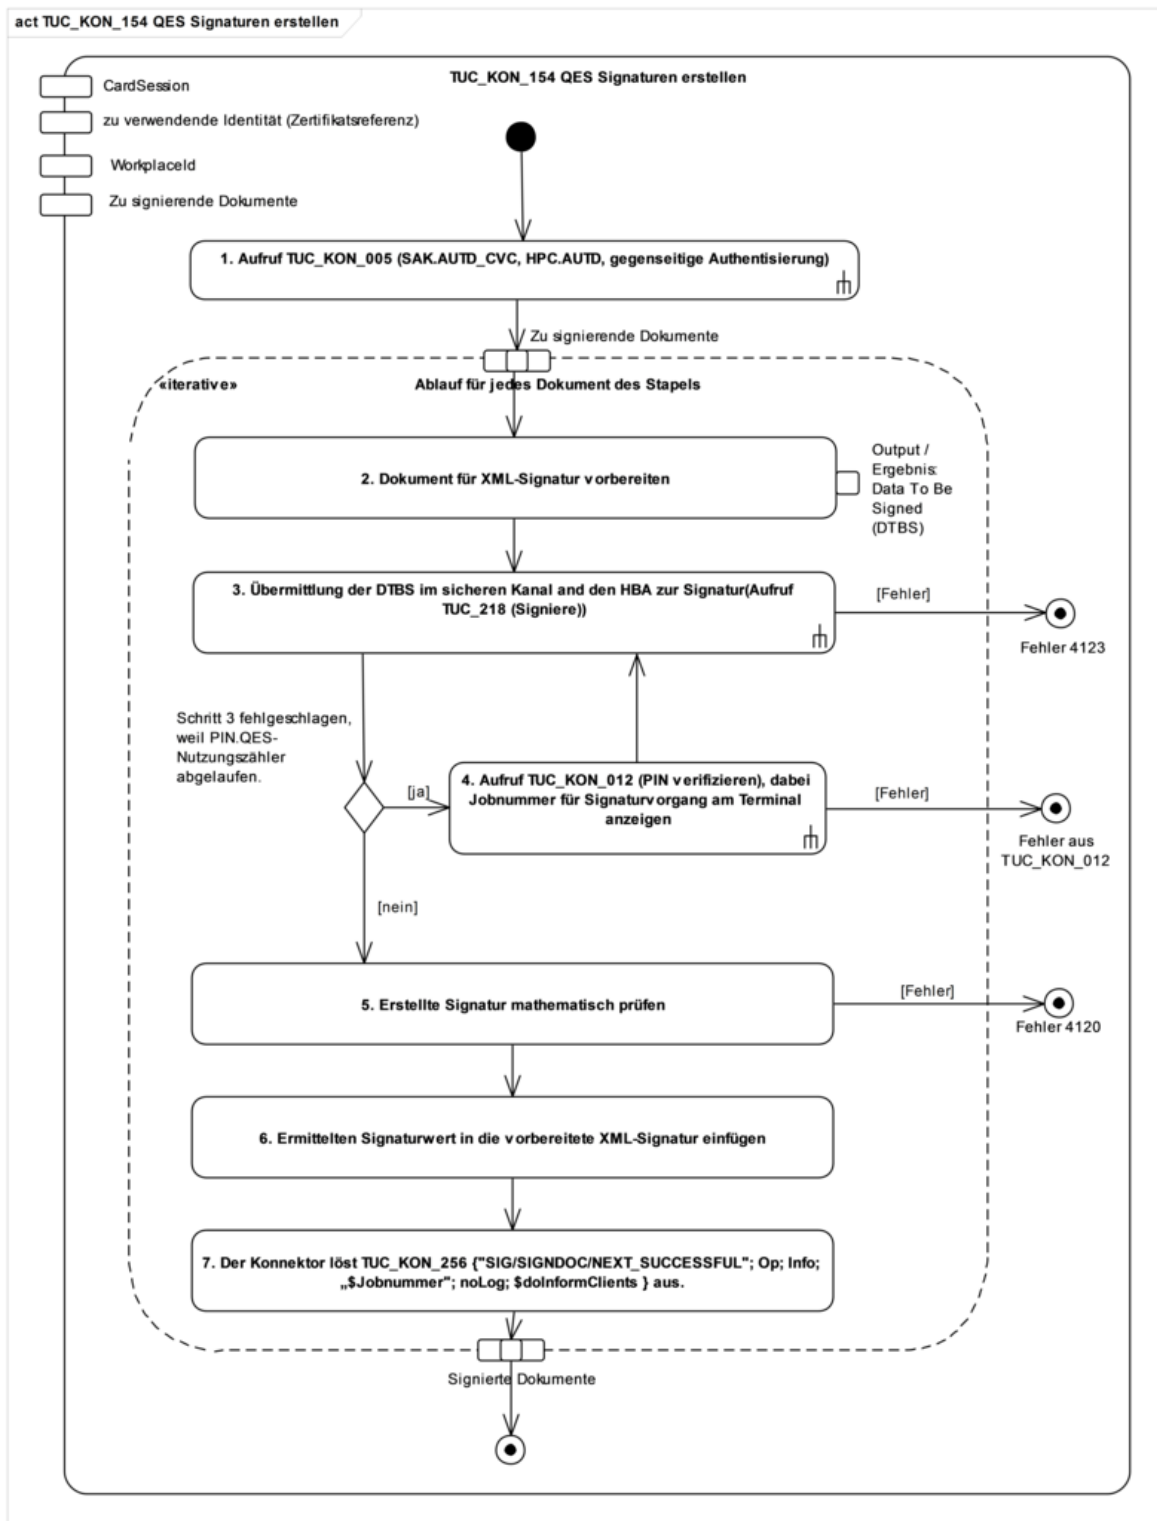 act TUC_KON_154 QES Signaturen erstellen
TUC_KON_154 QES Signaturen erstellen
CardSession
zu verwendende Identität (Zertifikatsreferenz)
WorkplaceId
Zu signierende Dokumente
1. Aufruf TUC_KON_005 (SAK.AUTD_CVC, HPC.AUTD, gegenseitige Authentisierung)
Zu signierende Dokumente
«iterative»
Ablauf für jedes Dokument des Stapels
2. Dokument für XML-Signatur vorbereiten
Output /
Ergebnis:
Data To Be
Signed
(DTBS)
3. Übermittlung der DTBS im sicheren Kanal and den HBA zur Signatur(Aufruf
TUC_218 (Signiere))
[Fehler]
Fehler 4123
Schritt 3 fehlgeschlagen,
weil PIN.QES-
Nutzungszähler
abgelaufen.
[ja]
4. Aufruf TUC_KON_012 (PIN verifizieren), dabei
Jobnummer für Signaturvorgang am Terminal
anzeigen
[Fehler]
Fehler aus
TUC_KON_012
[nein]
5. Erstellte Signatur mathematisch prüfen
[Fehler]
Fehler 4120
6. Ermittelten Signaturwert in die vorbereitete XML-Signatur einfügen
7. Der Konnektor löst TUC_KON_256 {"SIG/SIGNDOC/NEXT_SUCCESSFUL"; Op; Info;
„$Jobnummer"; noLog; $doInformClients } aus.
Signierte Dokumente